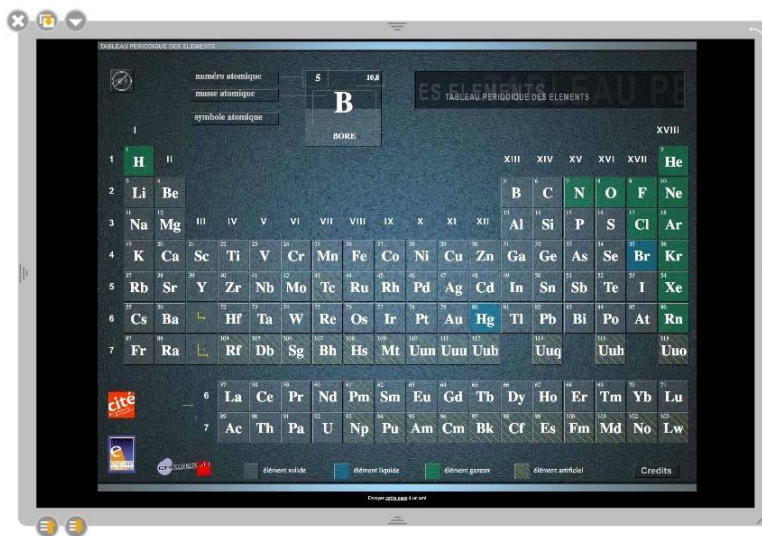 TABLEAU PERIODIQUE DES ELEMENTS
numéro atomique 5 10,8
masse atomique B
symbole atomique BORE
ES ELEMENTS TABLEAU PERIODIQUE DES ELEMENTS
I XVIII
1 H II XIII XIV XV XVI XVII He
2 Li Be B C N O F Ne
3 Na Mg III IV V VI VII VIII IX X XI XII Al Si P S Cl Ar
4 K Ca Sc Ti V Cr Mn Fe Co Ni Cu Zn Ga Ge As Se Br Kr
5 Rb Sr Y Zr Nb Mo Tc Ru Rh Pd Ag Cd In Sn Sb Te I Xe
6 Cs Ba Hf Ta W Re Os Ir Pt Au Hg Tl Pb Bi Po At Rn
7 Fr Ra Rf Db Sg Bh Hs Mt Uun Uuu Uub Uuq Uuh Uuo
6 La Ce Pr Nd Pm Sm Eu Gd Tb Dy Ho Er Tm Yb Lu
7 Ac Th Pa U Np Pu Am Cm Bk Cf Es Fm Md No Lw
cité
élément solide élément liquide élément gazeux élément artificiel Credits
Envoyer cette page à un ami